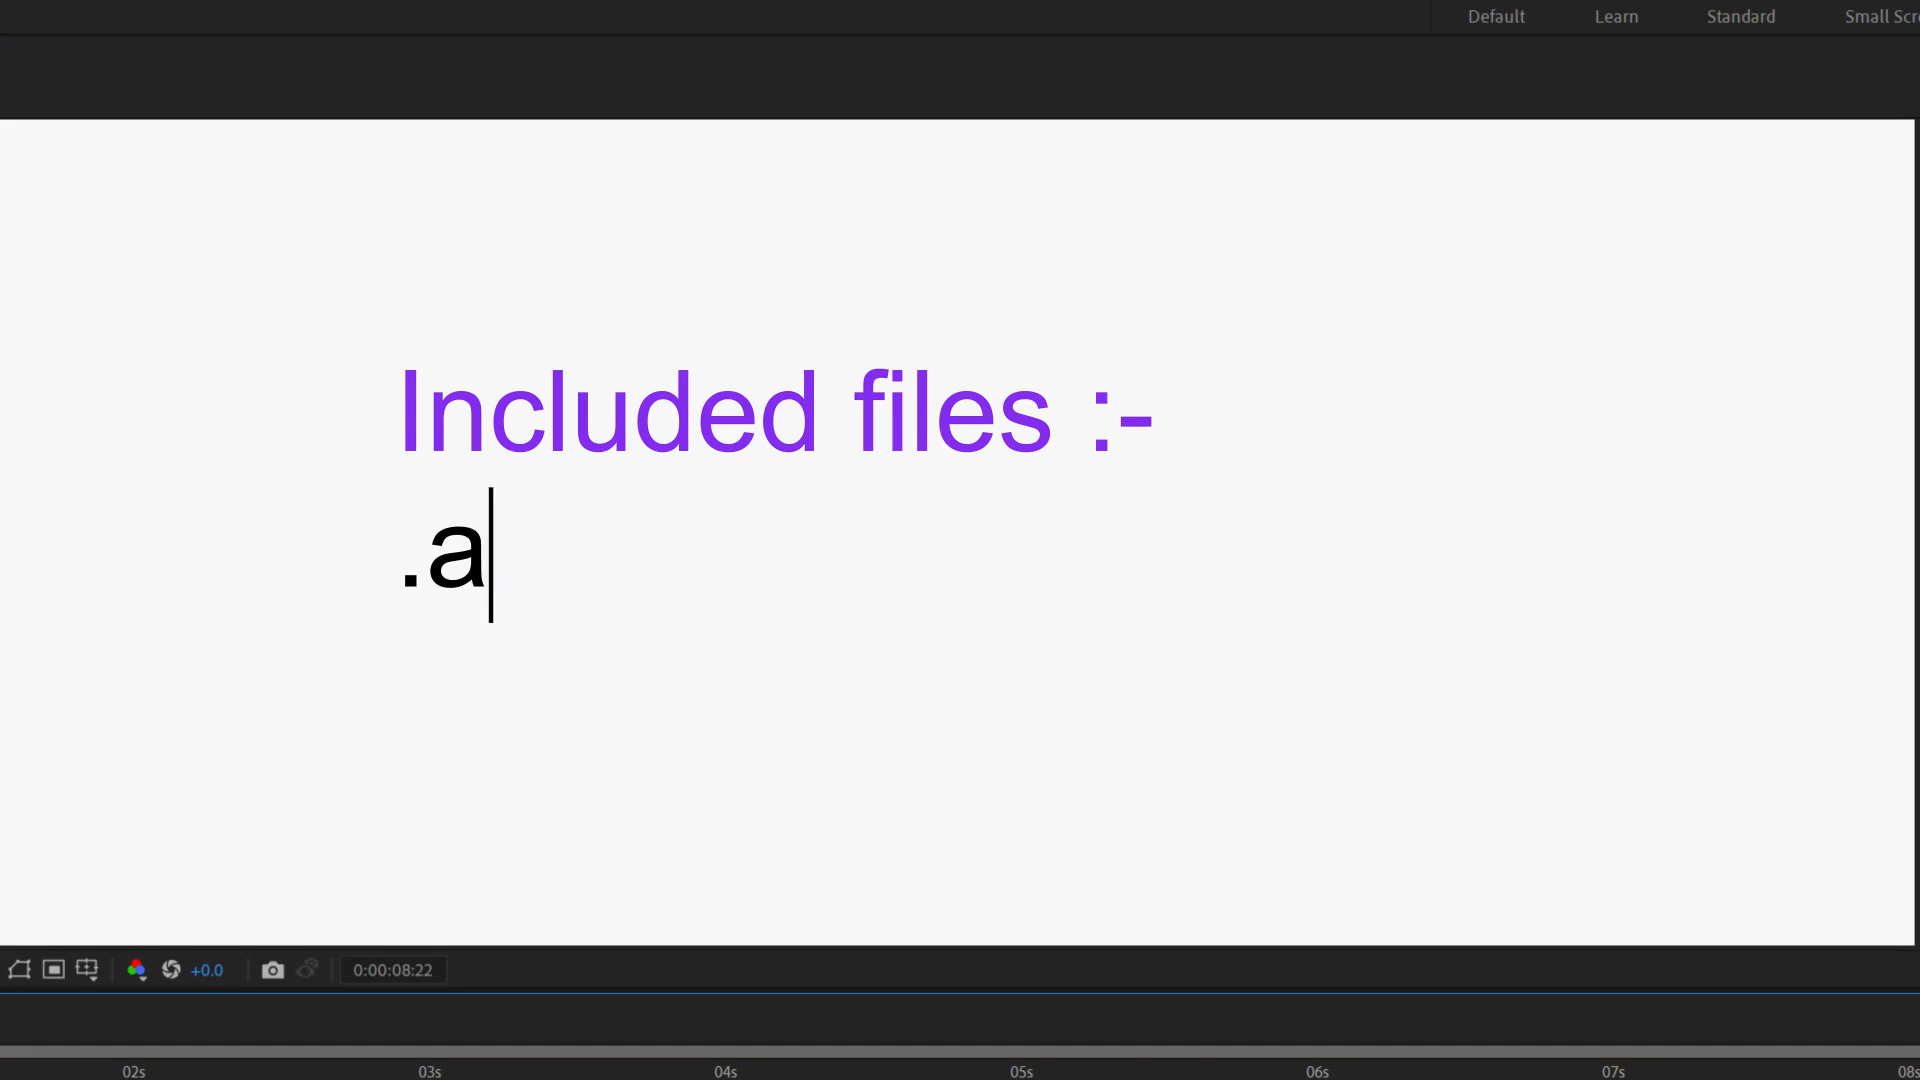 Default Learn Standard Small Scre
Included files :-
.a
+0.0 0:00:08:22
02s 03s 04s 05s 06s 07s 08s